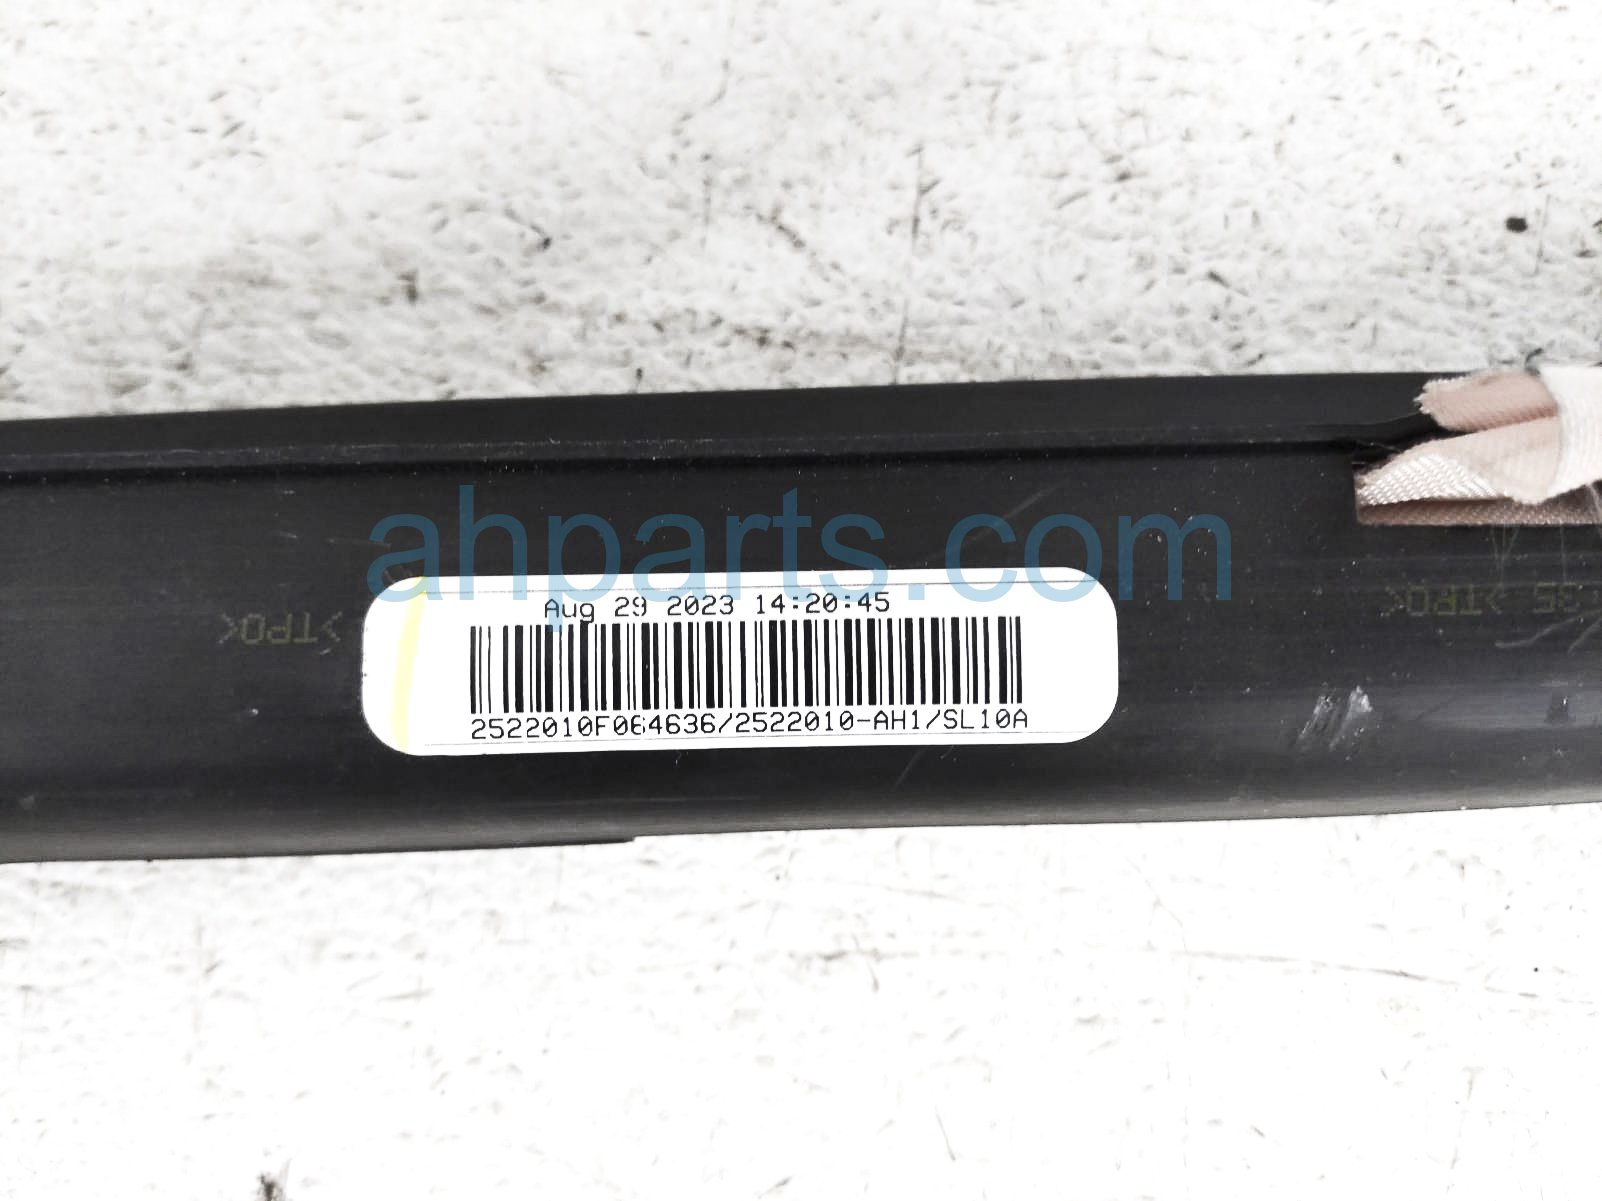 ahparts.com
Aug 29 2023 14:20:45
2522010F064636/2522010-AH1/SL10A
>TPO<
>TPO<